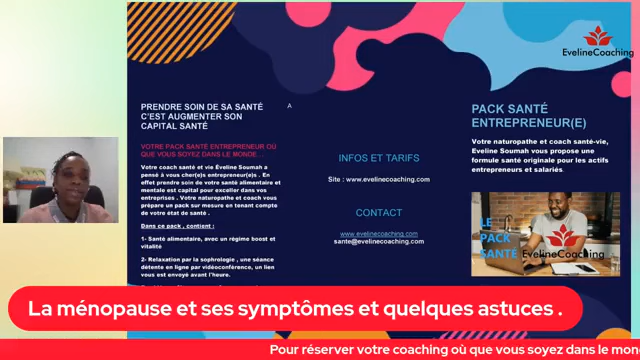 EvelineCoaching
PRENDRE SOIN DE SA SANTÉ
C'EST AUGMENTER SON
CAPITAL SANTÉ
A
VOTRE PACK SANTÉ ENTREPRENEUR OÙ
QUE VOUS SOYEZ DANS LE MONDE...
Votre coach santé et vie Éveline Soumah a
pensé à vous cher(e)s entrepreneur(e)s . En
effet prendre soin de votre santé alimentaire et
mentale est capital pour exceller dans vos
entreprises . Votre naturopathe et coach vous
prépare un pack sur mesure en tenant compte
de votre état de santé .
Dans ce pack , contient :
1- Santé alimentaire, avec un régime boost et
vitalité
2- Relaxation par la sophrologie , une séance
détente en ligne par vidéoconférence, un lien
vous est envoyé avant l'heure.
INFOS ET TARIFS
Site : www.evelinecoaching.com
CONTACT
www.evelinecoaching.com
sante@evelinecoaching.com
PACK SANTÉ
ENTREPRENEUR(E)
Votre naturopathe et coach santé-vie,
Eveline Soumah vous propose une
formule santé originale pour les actifs
entrepreneurs et salariés.
LE
PACK
SANTÉ
EvelineCoaching
La ménopause et ses symptômes et quelques astuces .
Pour réserver votre coaching où que vous soyez dans le mon